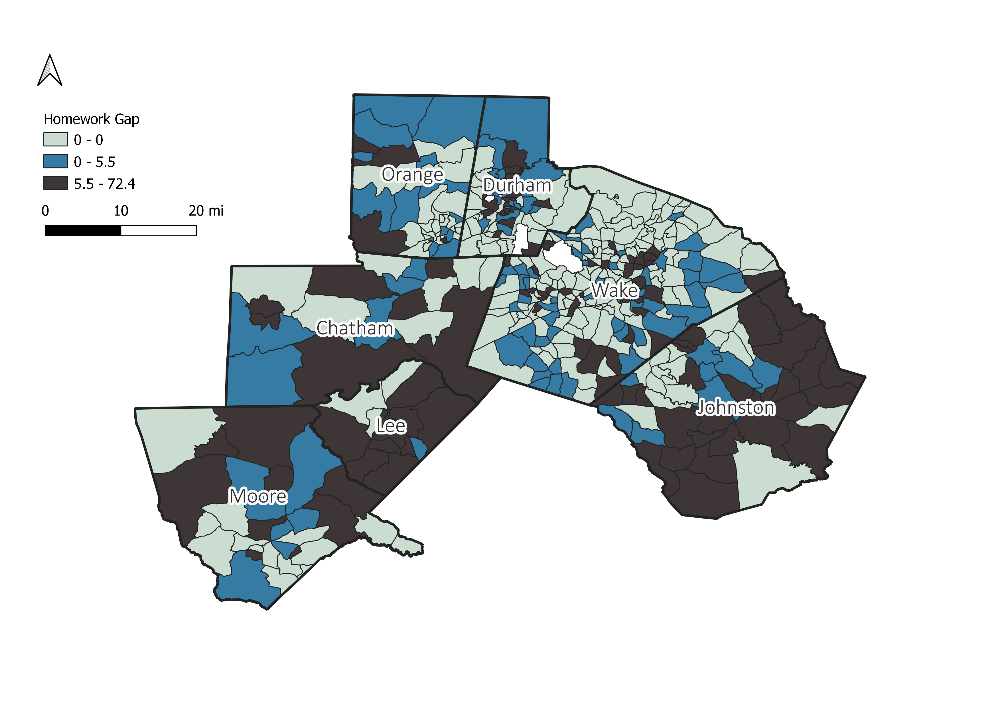 Homework Gap
0 - 0
0 - 5.5
5.5 - 72.4
0 10 20 mi
Orange
Durham
Wake
Chatham
Johnston
Lee
Moore